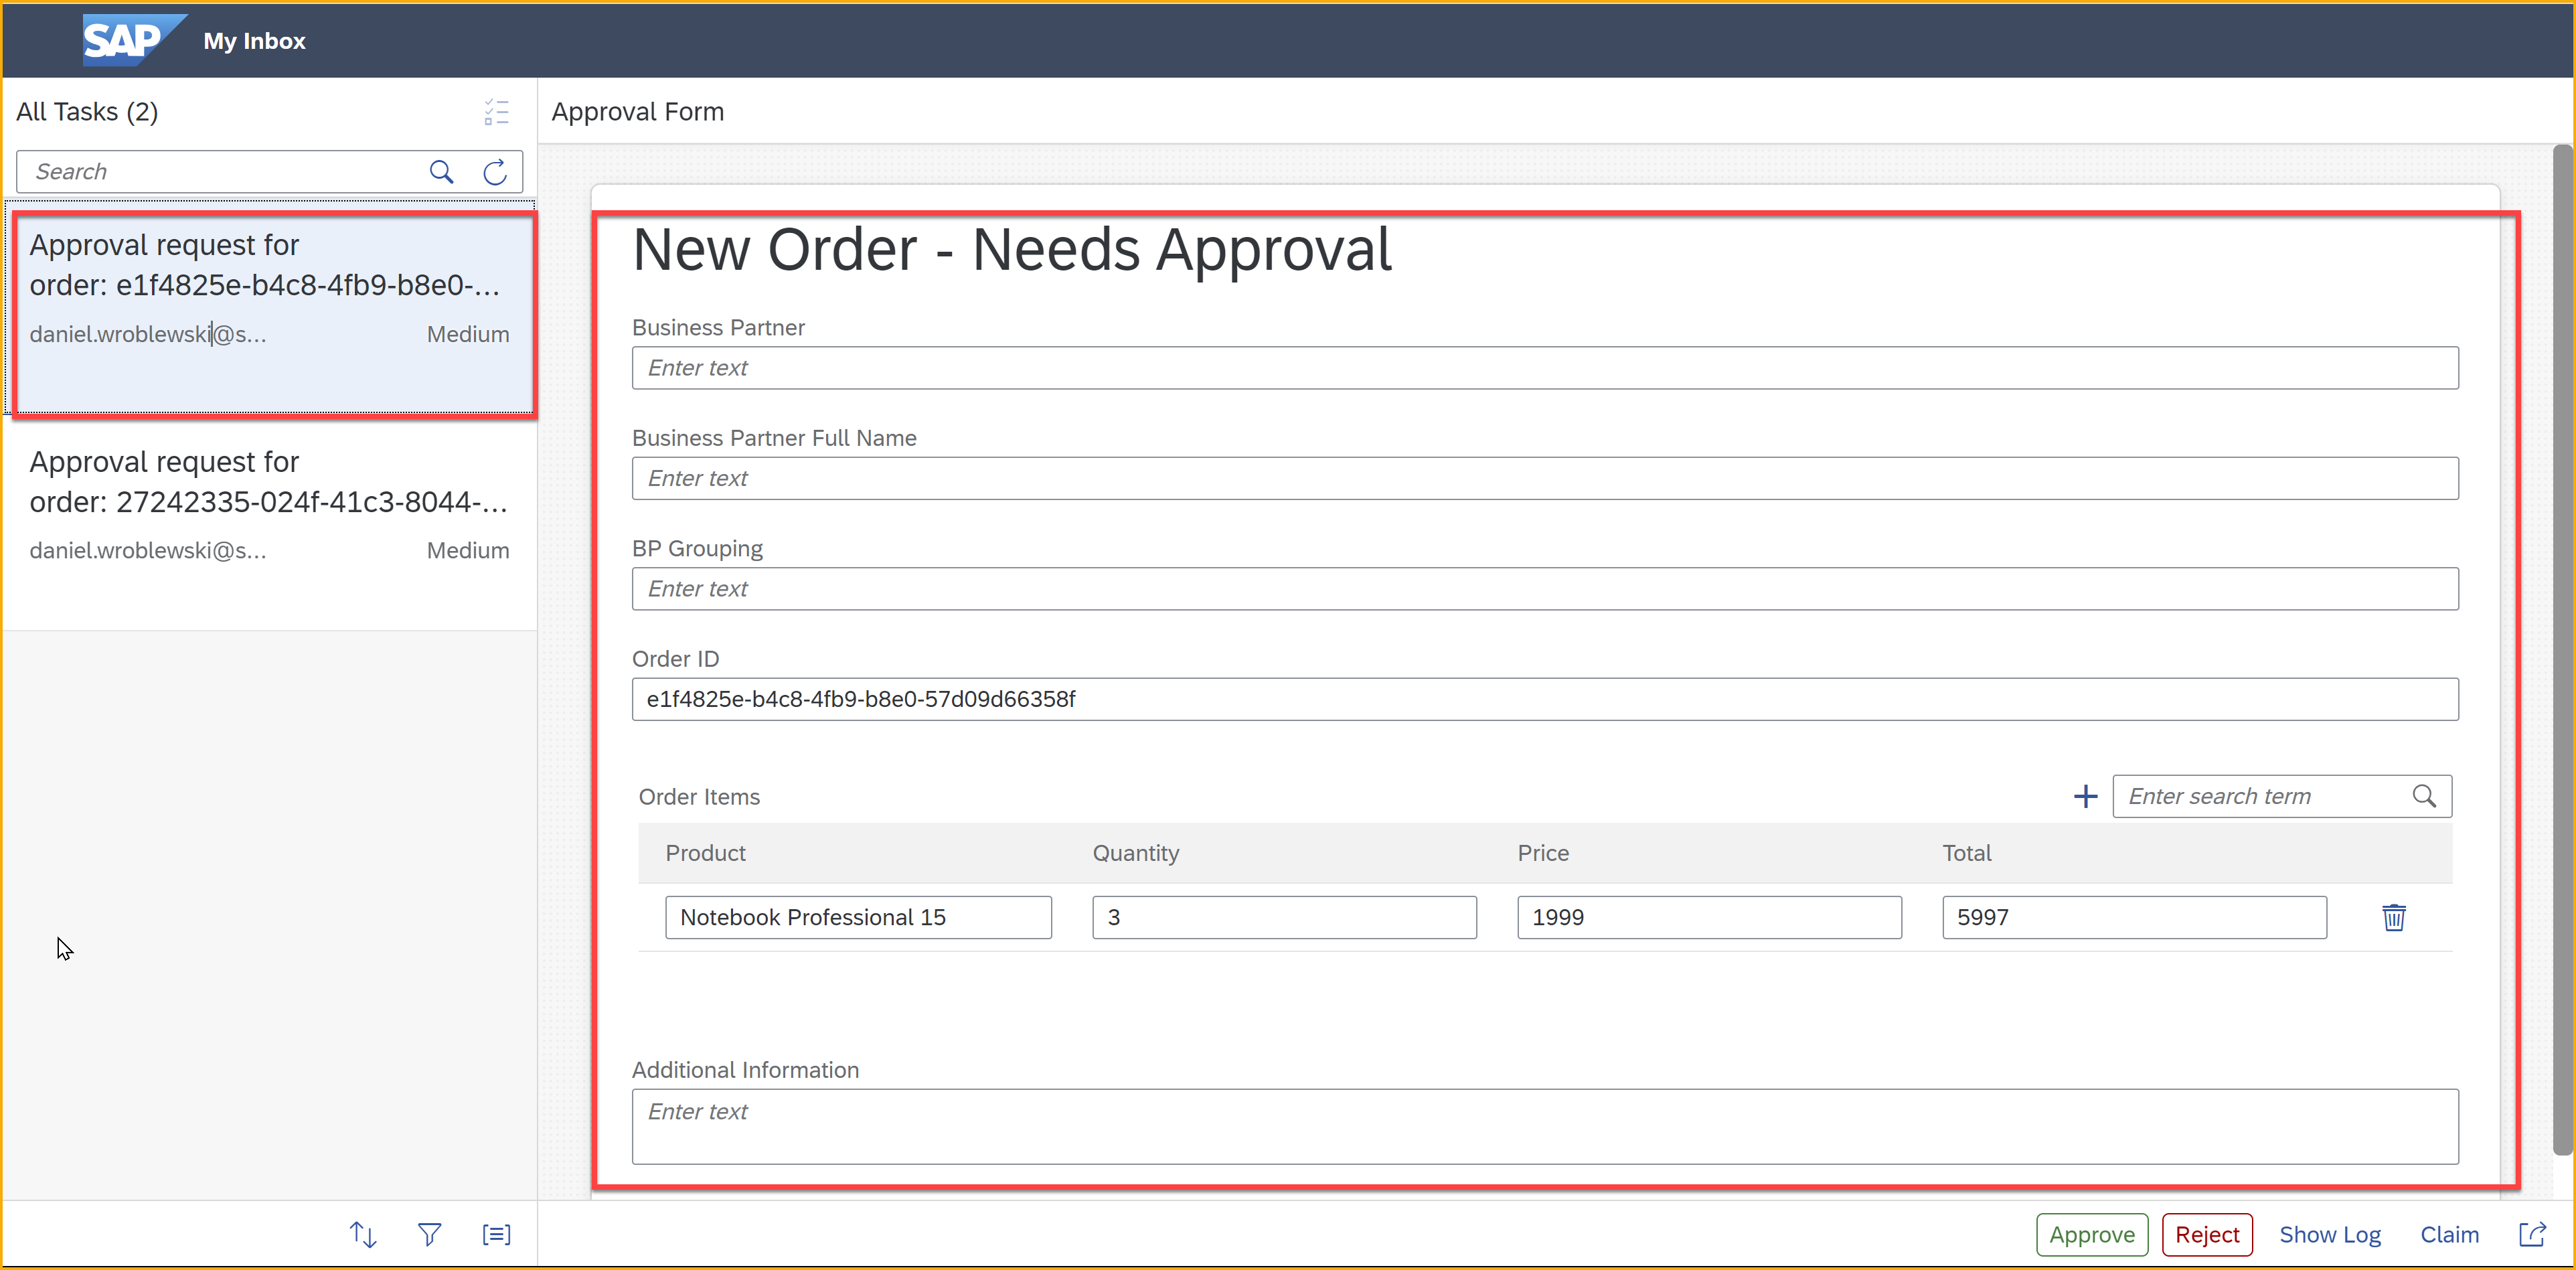 SAP My Inbox
All Tasks (2)
Search
Approval request for
order: e1f4825e-b4c8-4fb9-b8e0-...
daniel.wroblewski@s... Medium
Approval request for
order: 27242335-024f-41c3-8044-...
daniel.wroblewski@s... Medium
Approval Form
New Order - Needs Approval
Business Partner
Enter text
Business Partner Full Name
Enter text
BP Grouping
Enter text
Order ID
e1f4825e-b4c8-4fb9-b8e0-57d09d66358f
Order Items Enter search term
Product Quantity Price Total
Notebook Professional 15 3 1999 5997
Additional Information
Enter text
Approve Reject Show Log Claim